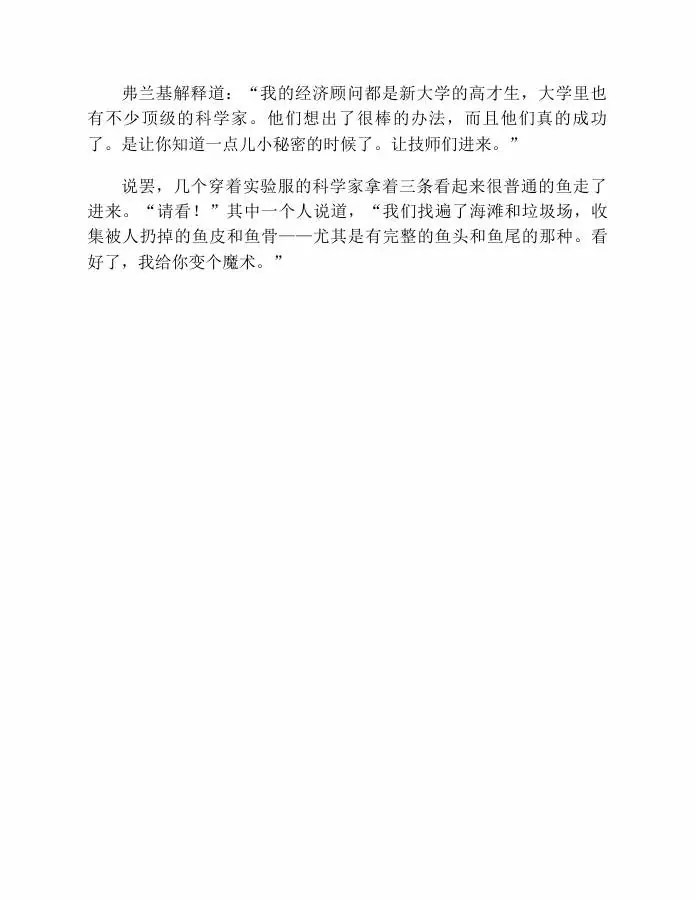 弗兰基解释道：“我的经济顾问都是新大学的高才生，大学里也
有不少顶级的科学家。他们想出了很棒的办法，而且他们真的成功
了。是让你知道一点儿小秘密的时候了。让技师们进来。”
说罢，几个穿着实验服的科学家拿着三条看起来很普通的鱼走了
进来。“请看！”其中一个人说道，“我们找遍了海滩和垃圾场，收
集被人扔掉的鱼皮和鱼骨——尤其是有完整的鱼头和鱼尾的那种。看
好了，我给你变个魔术。”